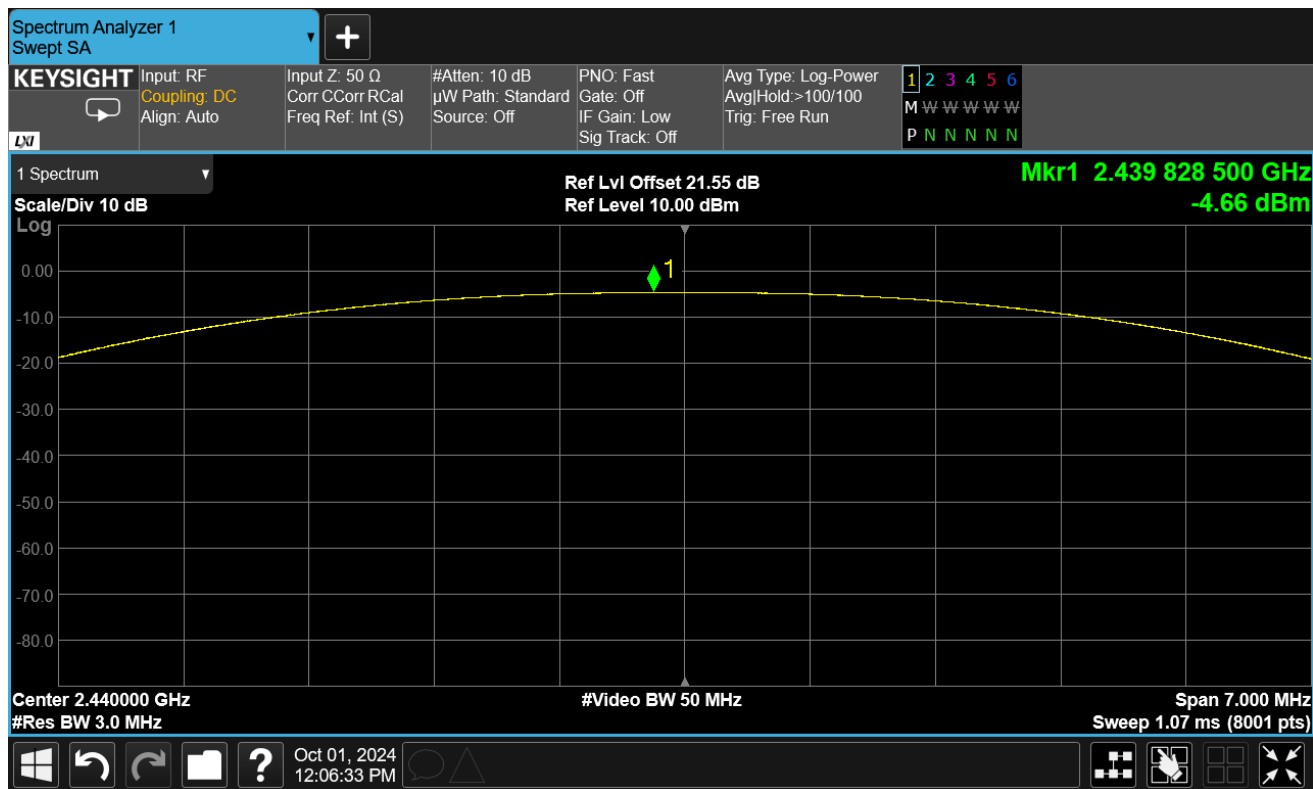 Spectrum Analyzer 1
Swept SA
KEYSIGHT
LXI
Input: RF
Coupling: DC
Align: Auto
Input Z: 50 Ω
Corr CCorr RCal
Freq Ref: Int (S)
#Atten: 10 dB
µW Path: Standard
Source: Off
PNO: Fast
Gate: Off
IF Gain: Low
Sig Track: Off
Avg Type: Log-Power
Avg|Hold:>100/100
Trig: Free Run
1 2 3 4 5 6
M W W W W W
P N N N N N
1 Spectrum
Scale/Div 10 dB
Log
Ref Lvl Offset 21.55 dB
Ref Level 10.00 dBm
Mkr1 2.439 828 500 GHz
-4.66 dBm
1
0.00
-10.0
-20.0
-30.0
-40.0
-50.0
-60.0
-70.0
-80.0
Center 2.440000 GHz
#Res BW 3.0 MHz
#Video BW 50 MHz
Span 7.000 MHz
Sweep 1.07 ms (8001 pts)
?
Oct 01, 2024
12:06:33 PM